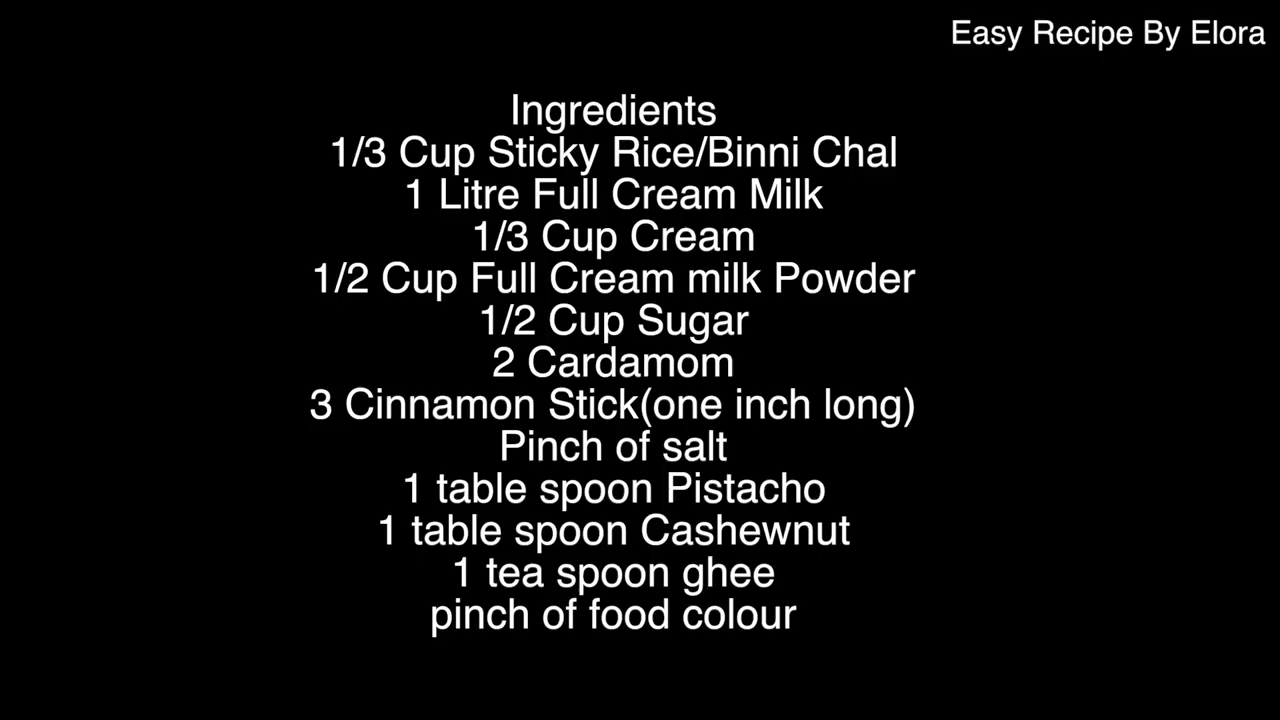 Easy Recipe By Elora
Ingredients
1/3 Cup Sticky Rice/Binni Chal
1 Litre Full Cream Milk
1/3 Cup Cream
1/2 Cup Full Cream milk Powder
1/2 Cup Sugar
2 Cardamom
3 Cinnamon Stick(one inch long)
Pinch of salt
1 table spoon Pistacho
1 table spoon Cashewnut
1 tea spoon ghee
pinch of food colour